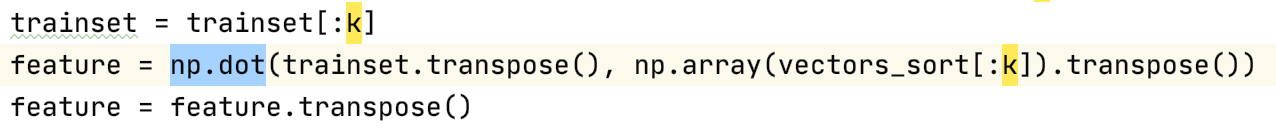 trainset = trainset[:k]
feature = np.dot(trainset.transpose(), np.array(vectors_sort[:k]).transpose())
feature = feature.transpose()